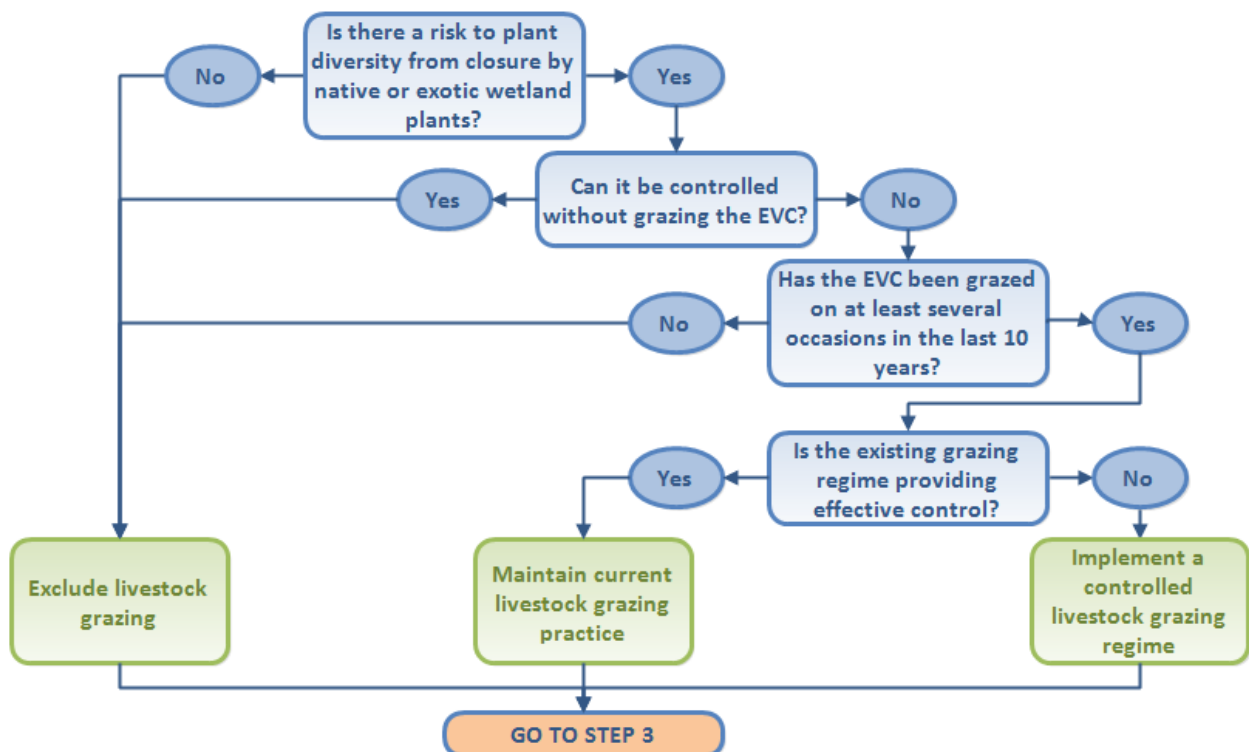 Is there a risk to plant
diversity from closure by
native or exotic wetland
plants?
No
Yes
Can it be controlled
without grazing the EVC?
Yes
No
Has the EVC been grazed
on at least several
occasions in the last 10
years?
No
Yes
Is the existing grazing
regime providing
effective control?
Yes
No
Exclude livestock
grazing
Maintain current
livestock grazing
practice
Implement a
controlled
livestock grazing
regime
GO TO STEP 3